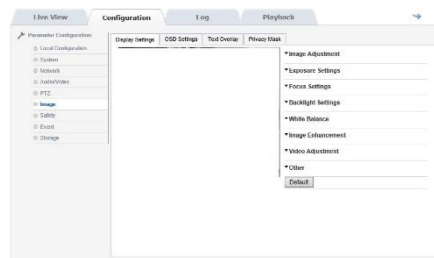 Live View Configuration Log Playback
Parameter Configuration
Local Configuration
System
Network
Audio/Video
PTZ
Image
Safety
Event
Storage
Display Settings OSD Settings Text Overlay Privacy Mask
Image Adjustment
Exposure Settings
Focus Settings
Backlight Settings
White Balance
Image Enhancement
Video Adjustment
Other
Default